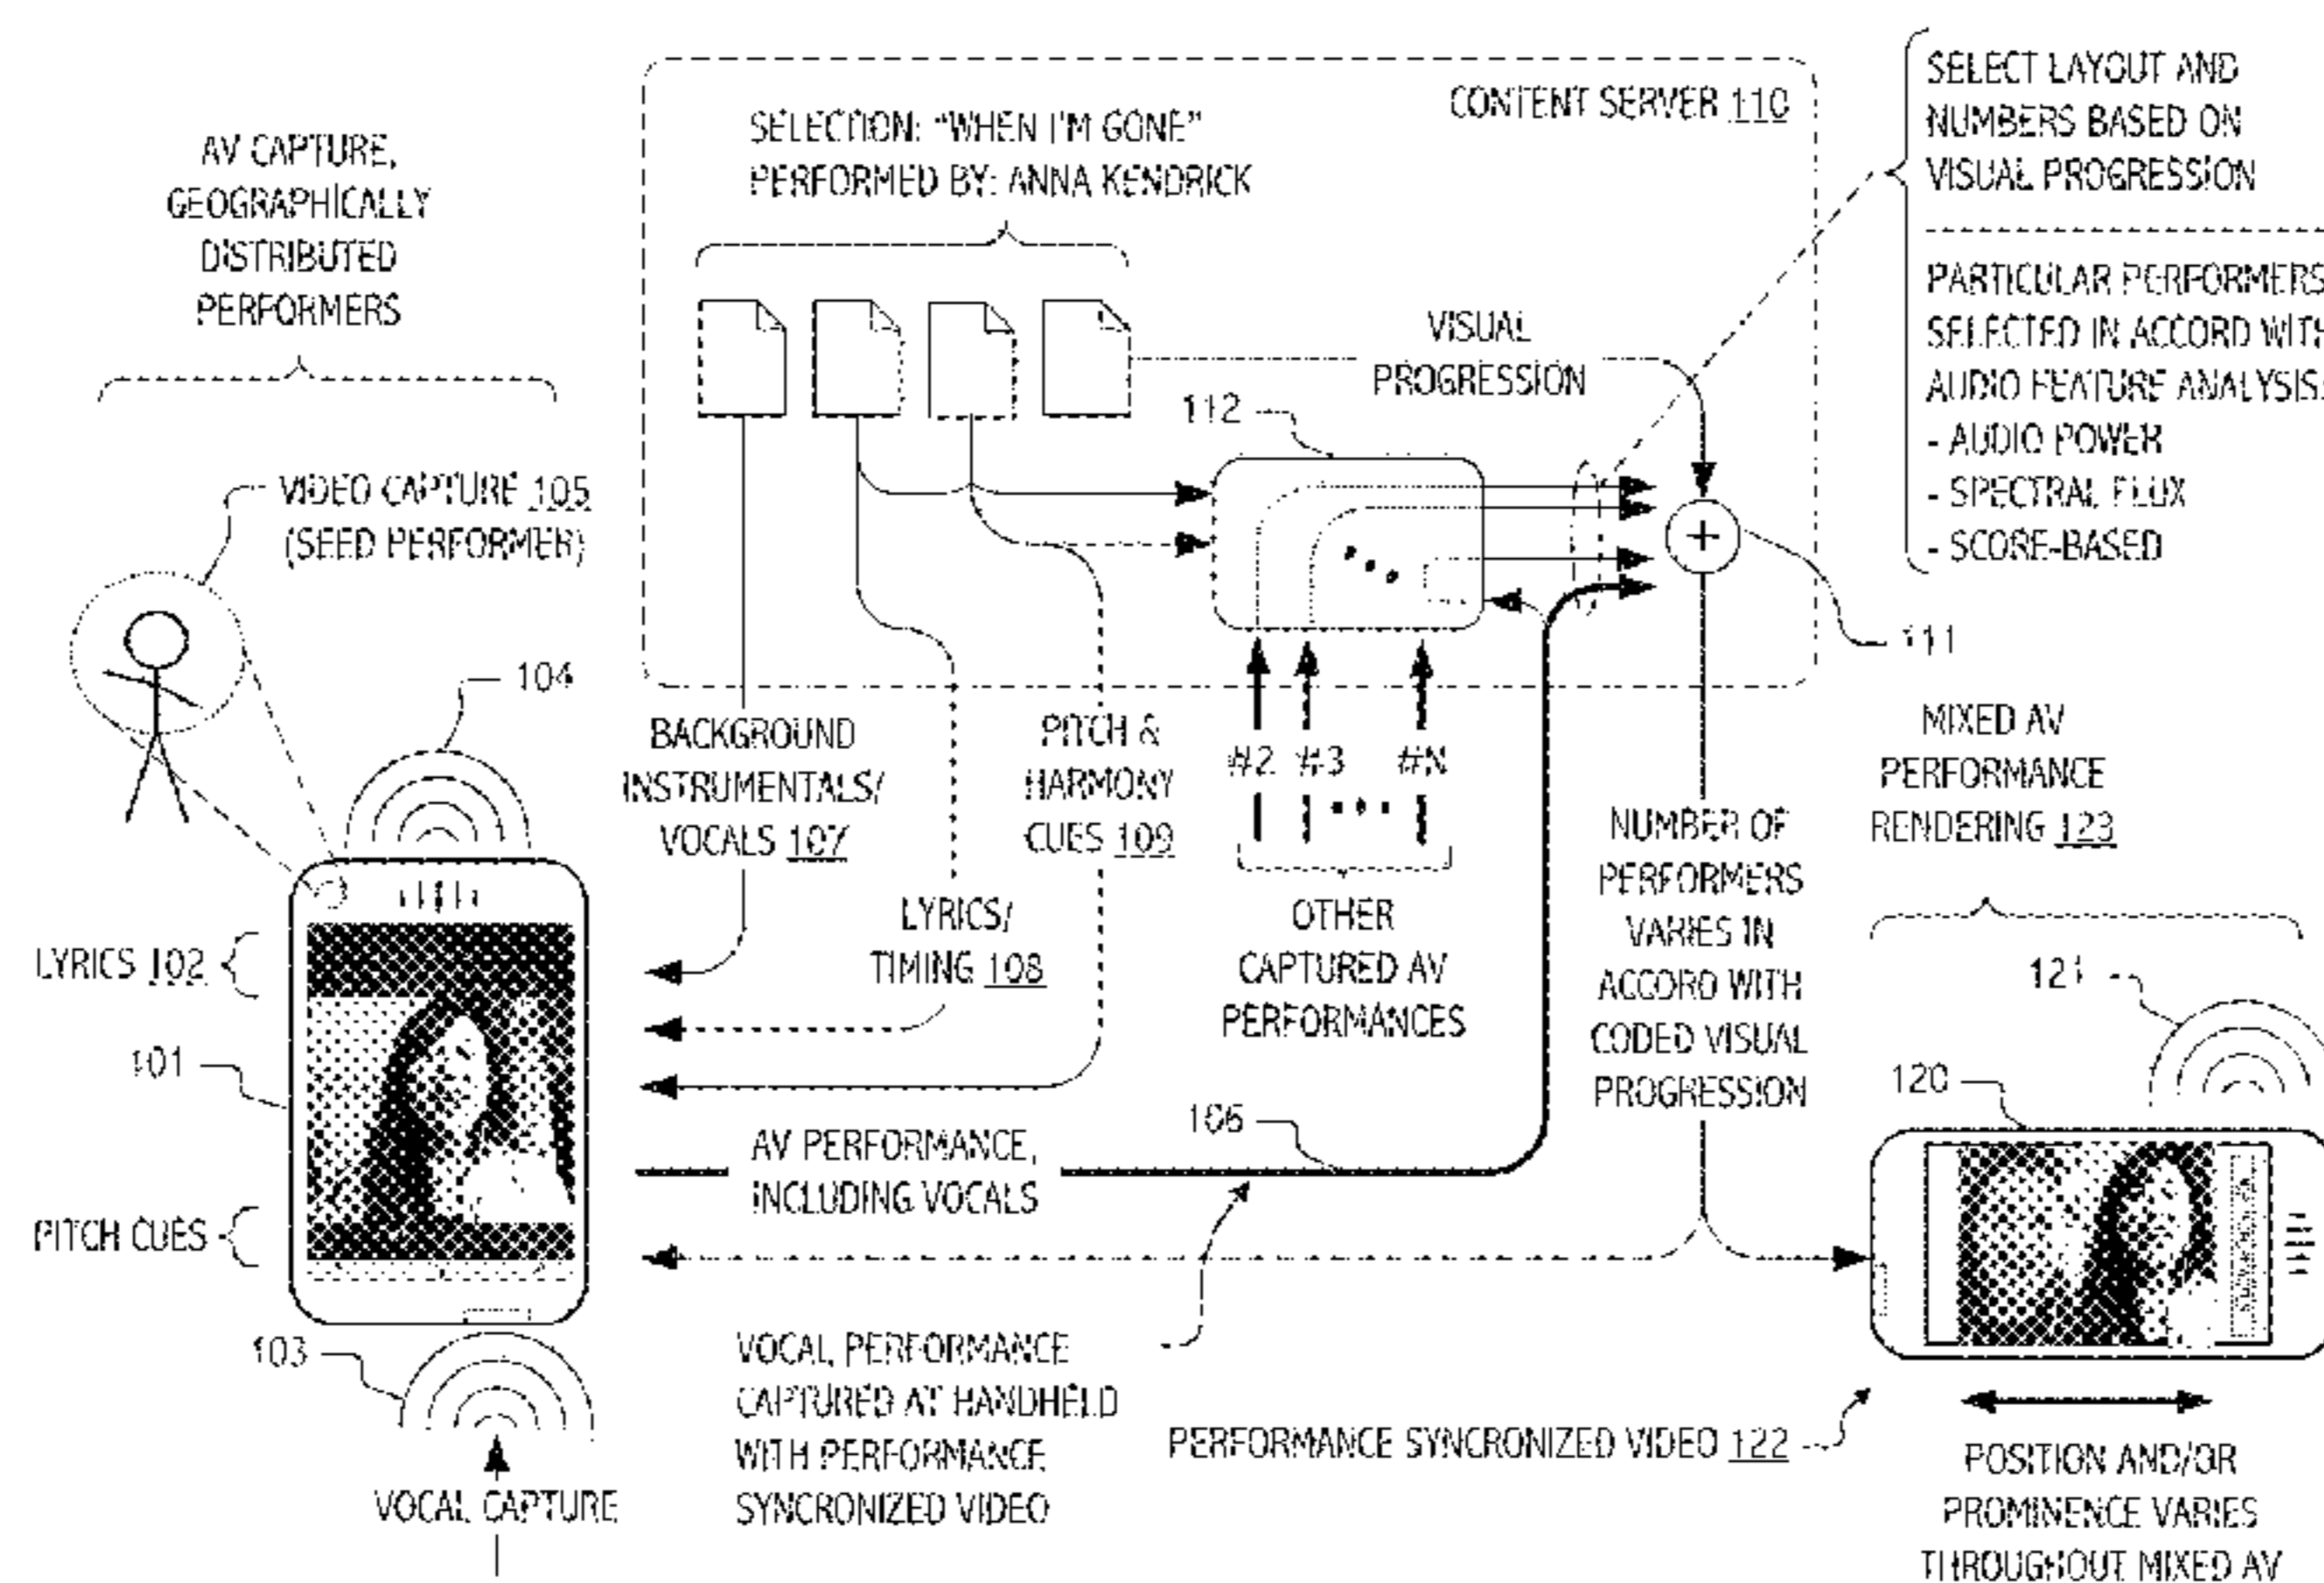 AV CAPTURE,
GEOGRAPHICALLY
DISTRIBUTED
PERFORMERS
VIDEO CAPTURE 105
(SEED PERFORMER)
104
LYRICS 102
101
PITCH CUES
103
VOCAL CAPTURE
CONTENT SERVER 110
SELECTION: "WHEN I'M GONE"
PERFORMED BY: ANNA KENDRICK
VISUAL
PROGRESSION
112
111
BACKGROUND
INSTRUMENTALS/
VOCALS 107
LYRICS/
TIMING 108
PITCH &
HARMONY
CUES 109
#2 #3 #N
OTHER
CAPTURED AV
PERFORMANCES
NUMBER OF
PERFORMERS
VARIES IN
ACCORD WITH
CODED VISUAL
PROGRESSION
AV PERFORMANCE,
INCLUDING VOCALS
106
VOCAL PERFORMANCE
CAPTURED AT HANDHELD
WITH PERFORMANCE
SYNCRONIZED VIDEO
PERFORMANCE SYNCRONIZED VIDEO 122
SELECT LAYOUT AND
NUMBERS BASED ON
VISUAL PROGRESSION
PARTICULAR PERFORMERS
SELECTED IN ACCORD WITH
AUDIO FEATURE ANALYSIS
- AUDIO POWER
- SPECTRAL FLUX
- SCORE-BASED
MIXED AV
PERFORMANCE
RENDERING 123
121
120
POSITION AND/OR
PROMINENCE VARIES
THROUGHOUT MIXED AV